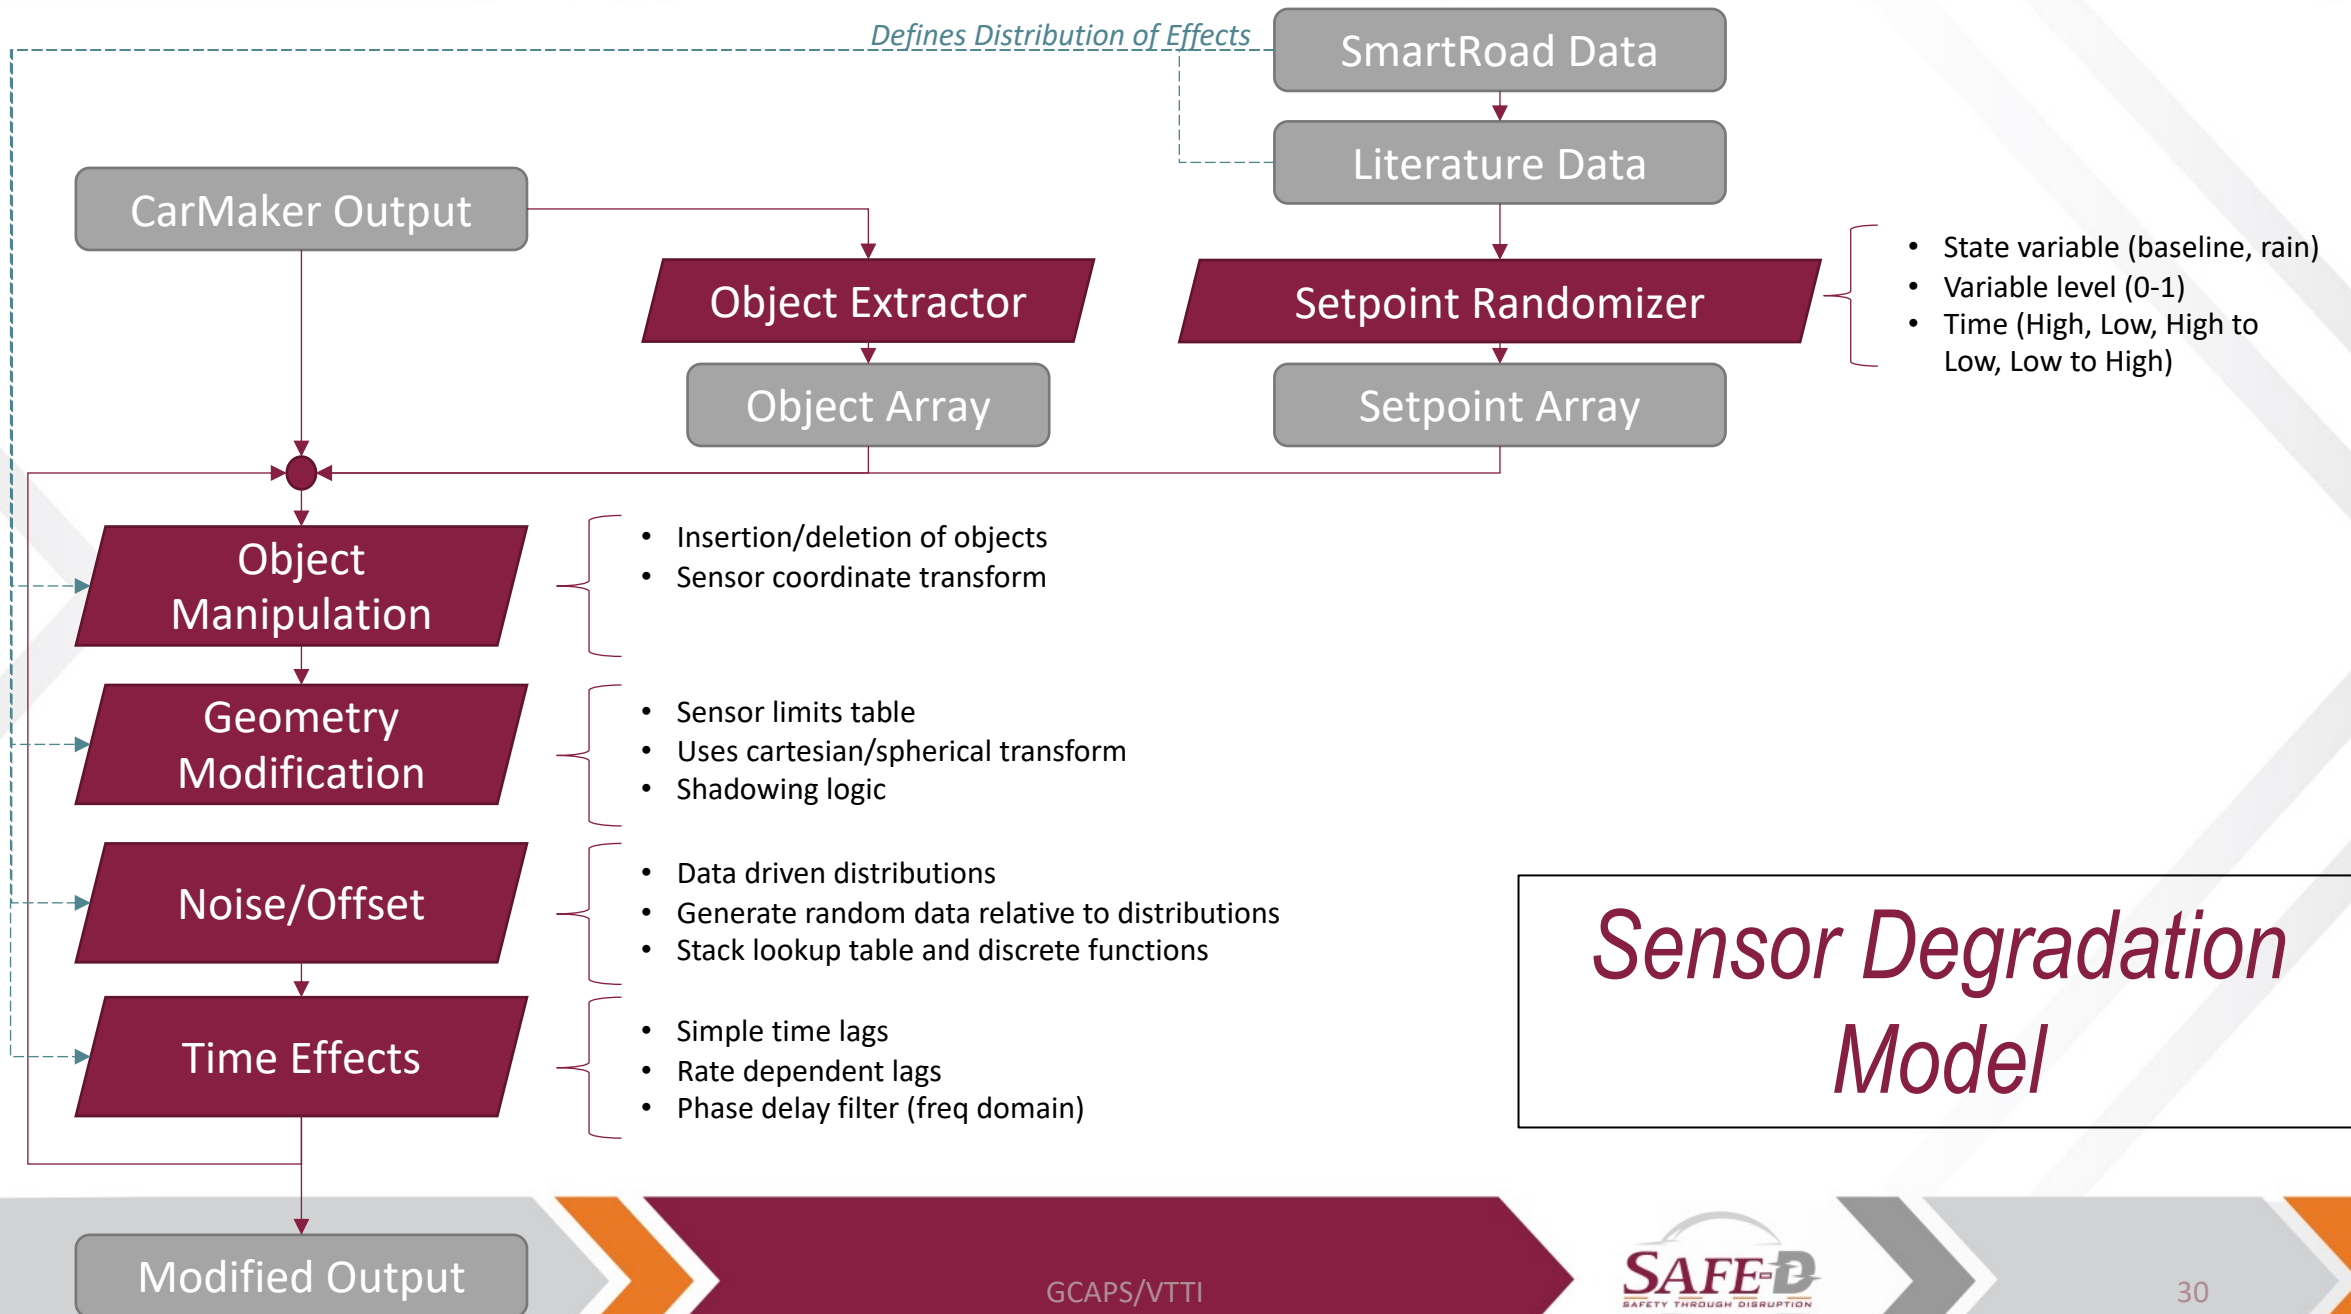 Defines Distribution of Effects
SmartRoad Data
Literature Data
CarMaker Output
Object Extractor
Setpoint Randomizer
• State variable (baseline, rain)
• Variable level (0-1)
• Time (High, Low, High to
Low, Low to High)
Object Array
Setpoint Array
Object
Manipulation
• Insertion/deletion of objects
• Sensor coordinate transform
Geometry
Modification
• Sensor limits table
• Uses cartesian/spherical transform
• Shadowing logic
Noise/Offset
• Data driven distributions
• Generate random data relative to distributions
• Stack lookup table and discrete functions
Time Effects
• Simple time lags
• Rate dependent lags
• Phase delay filter (freq domain)
Sensor Degradation
Model
Modified Output
GCAPS/VTTI
SAFE-D
SAFETY THROUGH DISRUPTION
30